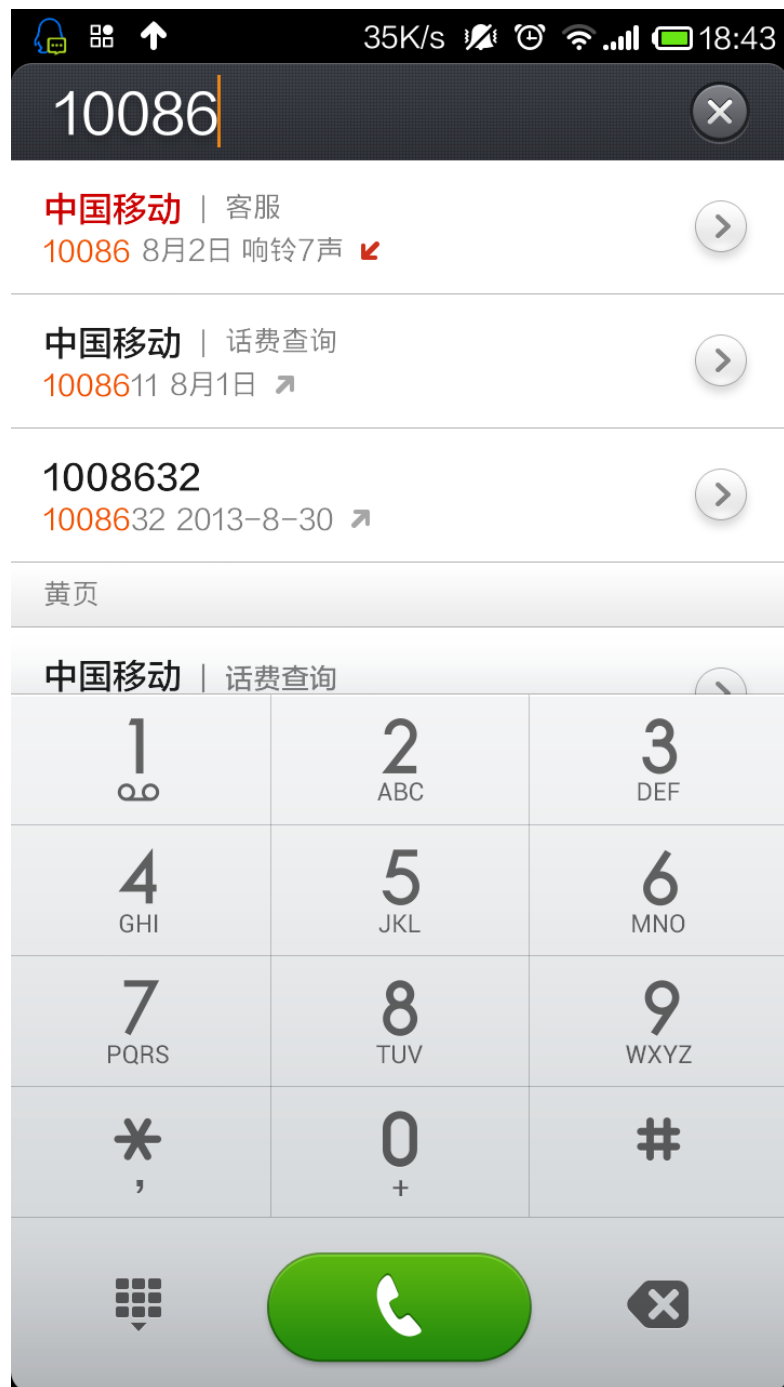 35K/s 18:43
10086
中国移动 | 客服
10086 8月2日 响铃7声
中国移动 | 话费查询
1008611 8月1日
1008632
1008632 2013-8-30
黄页
中国移动 | 话费查询
1 2 3
ABC DEF
4 5 6
GHI JKL MNO
7 8 9
PQRS TUV WXYZ
* 0 #
, +